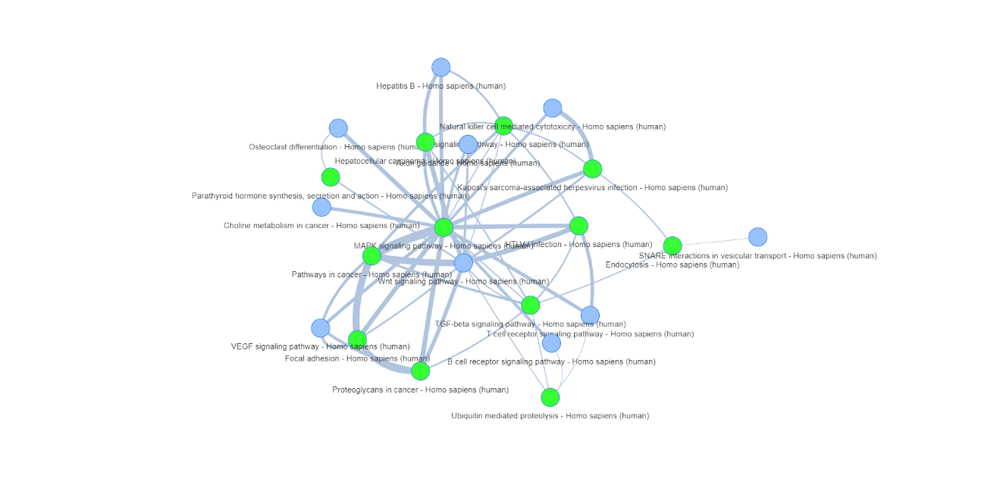 Hepatitis B - Homo sapiens (human)
Natural killer cell mediated cytotoxicity - Homo sapiens (human)
Osteoclast differentiation - Homo sapiens (human)
signaling pathway - Homo sapiens (human)
Hepatocellular carcinoma - Homo sapiens (human)
Axon guidance - Homo sapiens (human)
Kaposi's sarcoma-associated herpesvirus infection - Homo sapiens (human)
Parathyroid hormone synthesis, secretion and action - Homo sapiens (human)
Choline metabolism in cancer - Homo sapiens (human)
MAPK signaling pathway - Homo sapiens (human)
HTLV-I infection - Homo sapiens (human)
SNARE interactions in vesicular transport - Homo sapiens (human)
Endocytosis - Homo sapiens (human)
Pathways in cancer - Homo sapiens (human)
Wnt signaling pathway - Homo sapiens (human)
TGF-beta signaling pathway - Homo sapiens (human)
T cell receptor signaling pathway - Homo sapiens (human)
VEGF signaling pathway - Homo sapiens (human)
Focal adhesion - Homo sapiens (human)
B cell receptor signaling pathway - Homo sapiens (human)
Proteoglycans in cancer - Homo sapiens (human)
Ubiquitin mediated proteolysis - Homo sapiens (human)